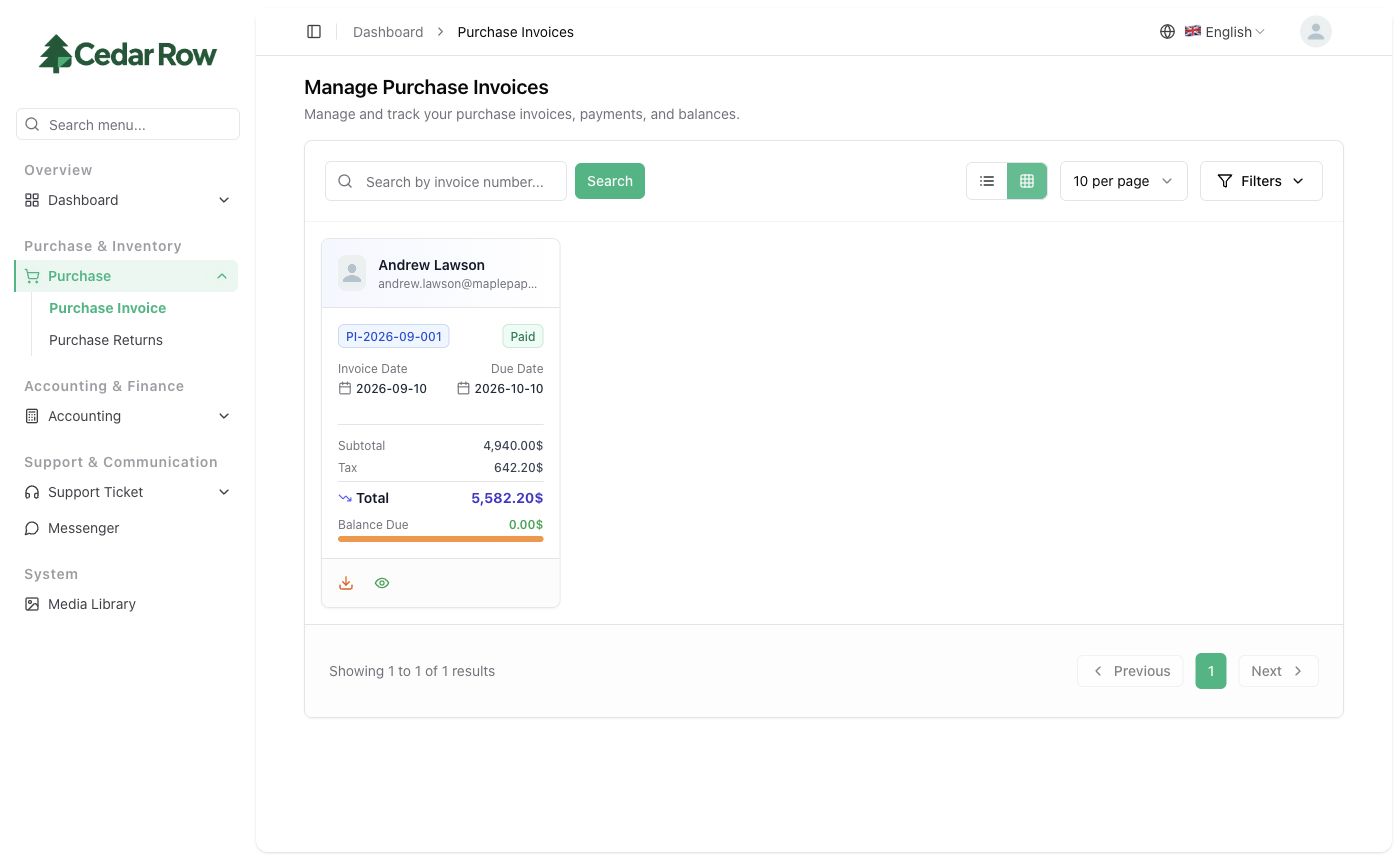 Cedar Row
Search menu...
Overview
Dashboard
Purchase & Inventory
Purchase
Purchase Invoice
Purchase Returns
Accounting & Finance
Accounting
Support & Communication
Support Ticket
Messenger
System
Media Library
Dashboard > Purchase Invoices
English
Manage Purchase Invoices
Manage and track your purchase invoices, payments, and balances.
Search by invoice number... Search
10 per page
Filters
Andrew Lawson
andrew.lawson@maplepap...
PI-2026-09-001 Paid
Invoice Date Due Date
2026-09-10 2026-10-10
Subtotal 4,940.00$
Tax 642.20$
Total 5,582.20$
Balance Due 0.00$
Showing 1 to 1 of 1 results
Previous 1 Next